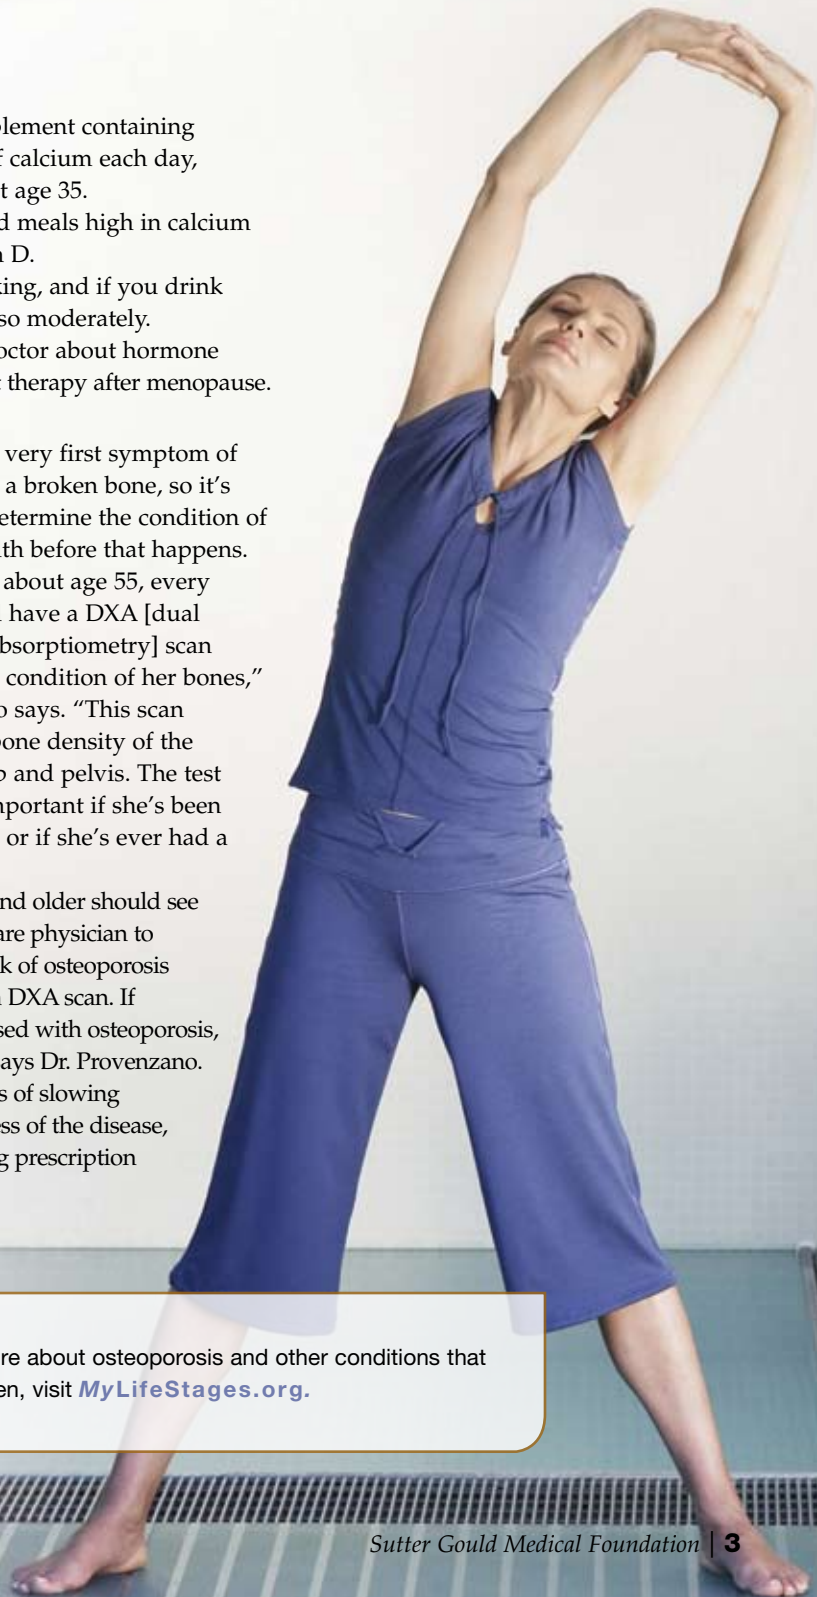 plement containing
f calcium each day,
t age 35.
d meals high in calcium
n D.
king, and if you drink
so moderately.
octor about hormone
t therapy after menopause.
very first symptom of
a broken bone, so it's
etermine the condition of
lth before that happens.
about age 55, every
d have a DXA [dual
bsorptiometry] scan
condition of her bones,”
o says. “This scan
bone density of the
p and pelvis. The test
mportant if she's been
or if she's ever had a
nd older should see
are physician to
sk of osteoporosis
a DXA scan. If
sed with osteoporosis,
says Dr. Provenzano.
s of slowing
ess of the disease,
g prescription
re about osteoporosis and other conditions that
en, visit MyLifeStages.org.
Sutter Gould Medical Foundation | 3